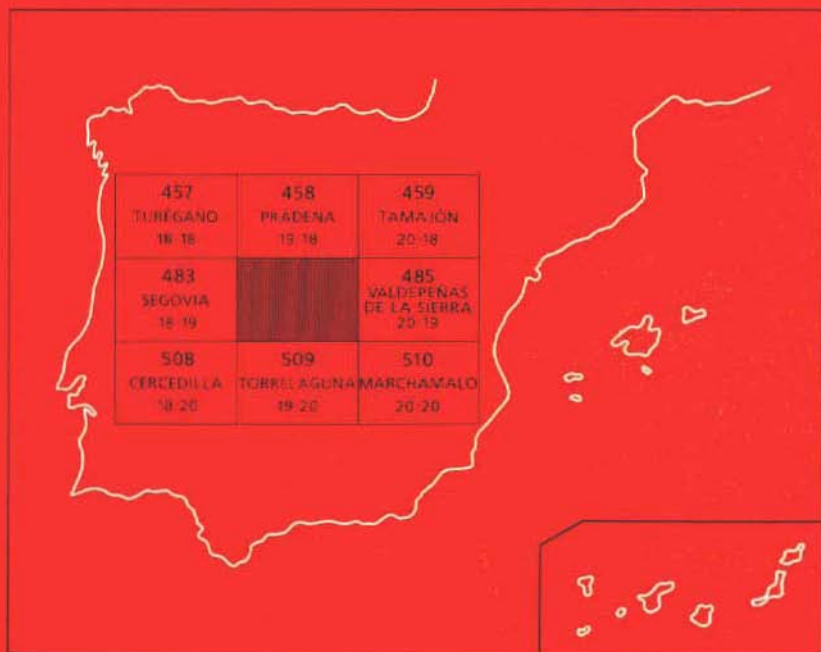 457
TURÉGANO
18-18
458
PRÁDENA
19-18
459
TAMAJÓN
20-18
483
SEGOVIA
18-19
485
VALDEPEÑAS
DE LA SIERRA
20-19
508
CERCEDILLA
18-20
509
TORRELAGUNA
19-20
510
MARCHAMALO
20-20